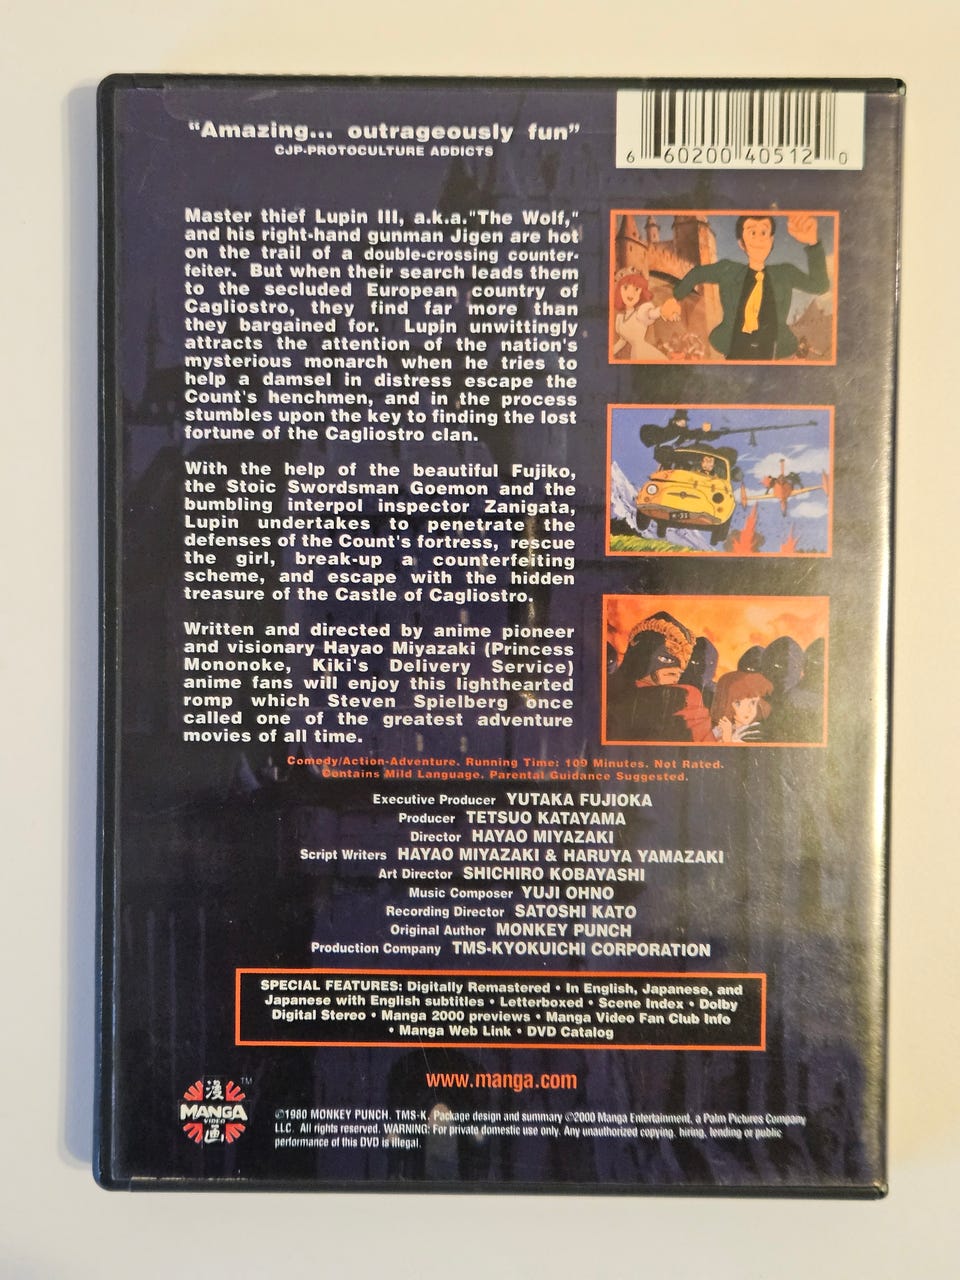 "Amazing... outrageously fun"
CJP-PROTOCULTURE ADDICTS
6 60200 40512 0
Master thief Lupin III, a.k.a."The Wolf,"
and his right-hand gunman Jigen are hot
on the trail of a double-crossing counter-
feiter. But when their search leads them
to the secluded European country of
Cagliostro, they find far more than
they bargained for. Lupin unwittingly
attracts the attention of the nation's
mysterious monarch when he tries to
help a damsel in distress escape the
Count's henchmen, and in the process
stumbles upon the key to finding the lost
fortune of the Cagliostro clan.
With the help of the beautiful Fujiko,
the Stoic Swordsman Goemon and the
bumbling interpol inspector Zanigata,
Lupin undertakes to penetrate the
defenses of the Count's fortress, rescue
the girl, break-up a counterfeiting
scheme, and escape with the hidden
treasure of the Castle of Cagliostro.
Written and directed by anime pioneer
and visionary Hayao Miyazaki (Princess
Mononoke, Kiki's Delivery Service)
anime fans will enjoy this lighthearted
romp which Steven Spielberg once
called one of the greatest adventure
movies of all time.
Comedy/Action-Adventure. Running Time: 109 Minutes. Not Rated.
Contains Mild Language. Parental Guidance Suggested.
Executive Producer YUTAKA FUJIOKA
Producer TETSUO KATAYAMA
Director HAYAO MIYAZAKI
Script Writers HAYAO MIYAZAKI & HARUYA YAMAZAKI
Art Director SHICHIRO KOBAYASHI
Music Composer YUJI OHNO
Recording Director SATOSHI KATO
Original Author MONKEY PUNCH
Production Company TMS-KYOKUICHI CORPORATION
SPECIAL FEATURES: Digitally Remastered • In English, Japanese, and
Japanese with English subtitles • Letterboxed • Scene Index • Dolby
Digital Stereo • Manga 2000 previews • Manga Video Fan Club Info
• Manga Web Link • DVD Catalog
www.manga.com
漫 TM
MANGA
VIDEO
画
©1980 MONKEY PUNCH. TMS-K. Package design and summary ©2000 Manga Entertainment, a Palm Pictures Company
LLC. All rights reserved. WARNING: For private domestic use only. Any unauthorized copying, hiring, lending or public
performance of this DVD is illegal.